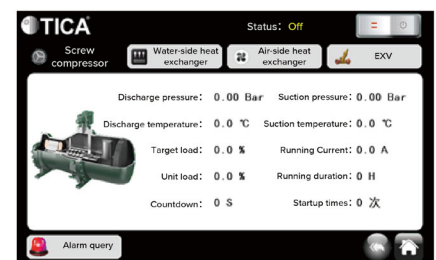 TICA
Status: Off
Screw compressor
Water-side heat exchanger
Air-side heat exchanger
EXV
Discharge pressure: 0.00 Bar
Suction pressure: 0.00 Bar
Discharge temperature: 0.0 ℃
Suction temperature: 0.0 ℃
Target load: 0.0 %
Running Current: 0.0 A
Unit load: 0.0 %
Running duration: 0 H
Countdown: 0 S
Startup times: 0 次
Alarm query